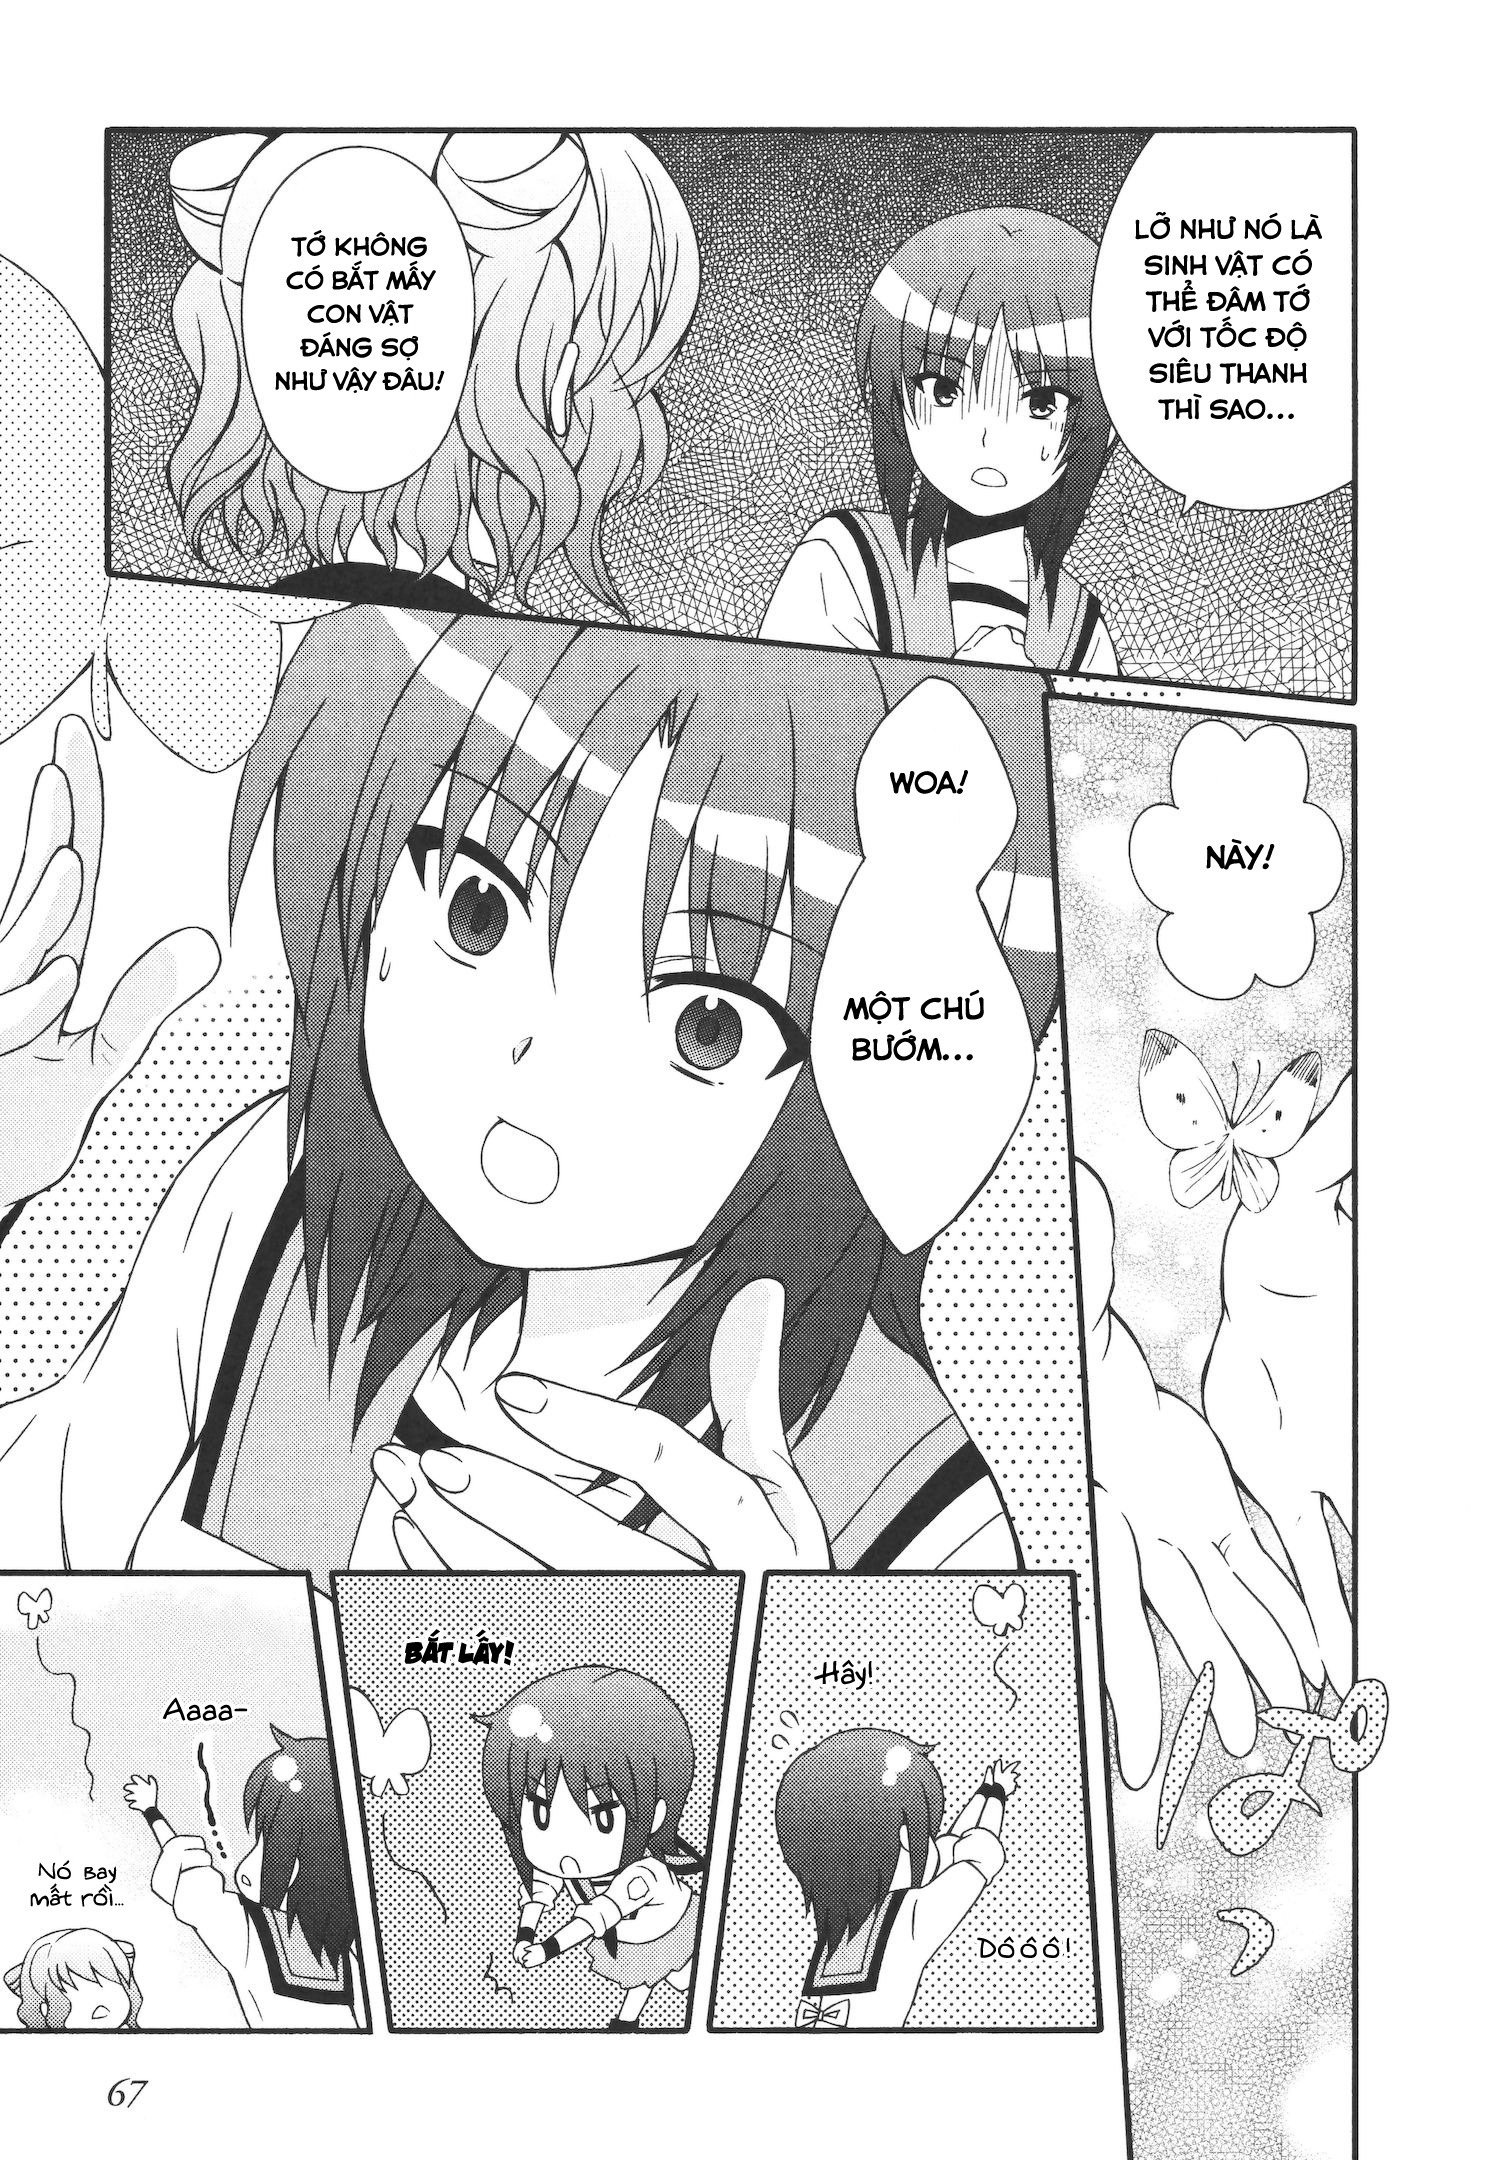 LỠ NHƯ NÓ LÀ
SINH VẬT CÓ
THỂ ĐÂM TỚ
VỚI TỐC ĐỘ
SIÊU THANH
THÌ SAO...
TỚ KHÔNG
CÓ BẮT MẤY
CON VẬT
ĐÁNG SỢ
NHƯ VẬY ĐÂU!
NÀY!
WOA!
MỘT CHÚ
BƯỚM...
Hây!
Dôôô!
BẮT LẤY!
Aaaa-
Nó bay
mất rồi...
67